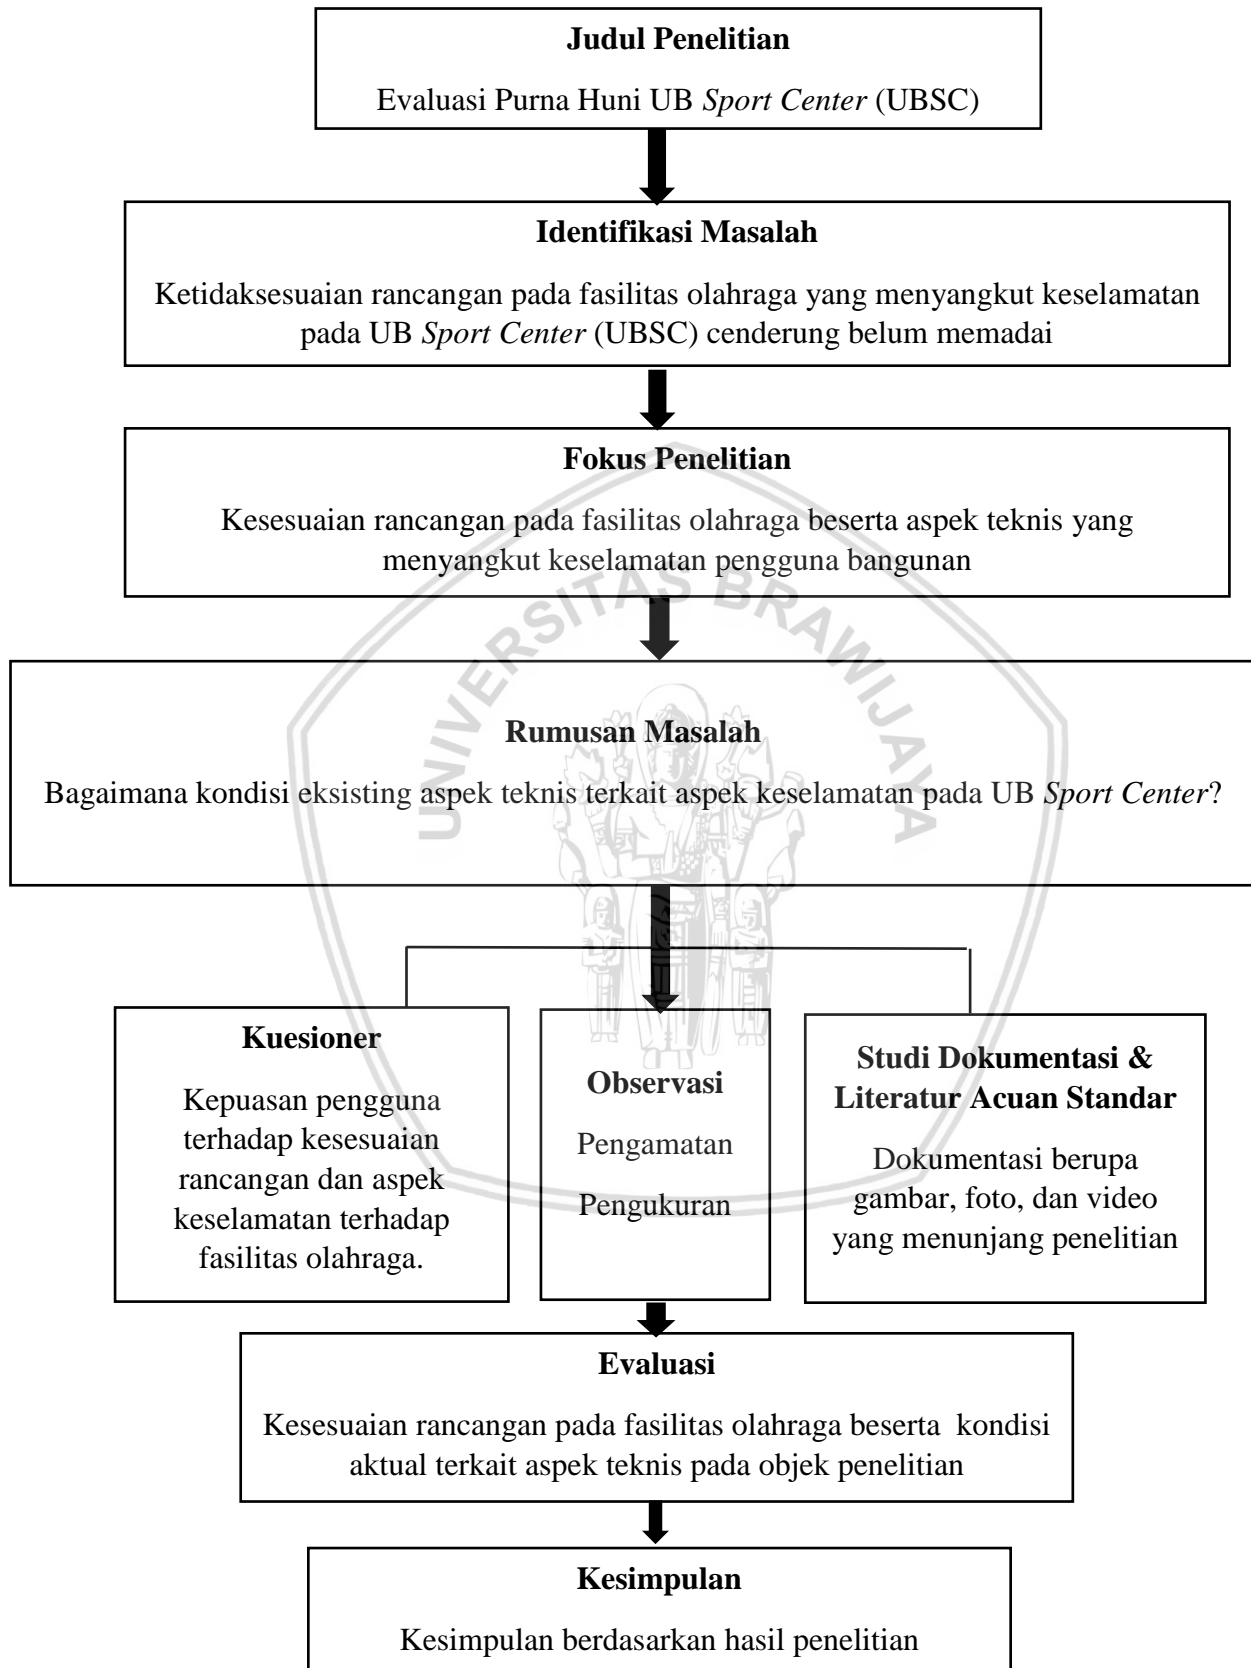 Judul Penelitian
Evaluasi Purna Huni UB Sport Center (UBSC)
Identifikasi Masalah
Ketidaksesuaian rancangan pada fasilitas olahraga yang menyangkut keselamatan
pada UB Sport Center (UBSC) cenderung belum memadai
Fokus Penelitian
Kesesuaian rancangan pada fasilitas olahraga beserta aspek teknis yang
menyangkut keselamatan pengguna bangunan
UNIVERSITAS BRAWIJAYA
Rumusan Masalah
Bagaimana kondisi eksisting aspek teknis terkait aspek keselamatan pada UB Sport Center?
Kuesioner
Kepuasan pengguna
terhadap kesesuaian
rancangan dan aspek
keselamatan terhadap
fasilitas olahraga.
Observasi
Pengamatan
Pengukuran
Studi Dokumentasi &
Literatur Acuan Standar
Dokumentasi berupa
gambar, foto, dan video
yang menunjang penelitian
Evaluasi
Kesesuaian rancangan pada fasilitas olahraga beserta kondisi
aktual terkait aspek teknis pada objek penelitian
Kesimpulan
Kesimpulan berdasarkan hasil penelitian